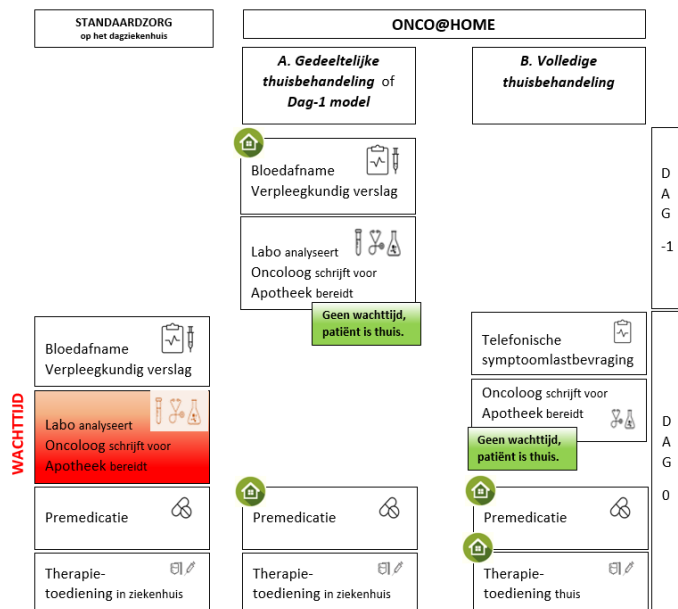 STANDAARDZORG
op het dagziekenhuis
ONCO@HOME
A. Gedeeltelijke
thuisbehandeling of
Dag-1 model
B. Volledige
thuisbehandeling
Bloedafname
Verpleegkundig verslag
Labo analyseert
Oncoloog schrijft voor
Apotheek bereidt
Geen wachttijd,
patiënt is thuis.
D
A
G
-1
Bloedafname
Verpleegkundig verslag
WACHTTIJD
Labo analyseert
Oncoloog schrijft voor
Apotheek bereidt
Telefonische
symptoomlastbevraging
Oncoloog schrijft voor
Apotheek bereidt
Geen wachttijd,
patiënt is thuis.
D
A
G
0
Premedicatie
Premedicatie
Premedicatie
Therapie-
toediening in ziekenhuis
Therapie-
toediening in ziekenhuis
Therapie-
toediening thuis